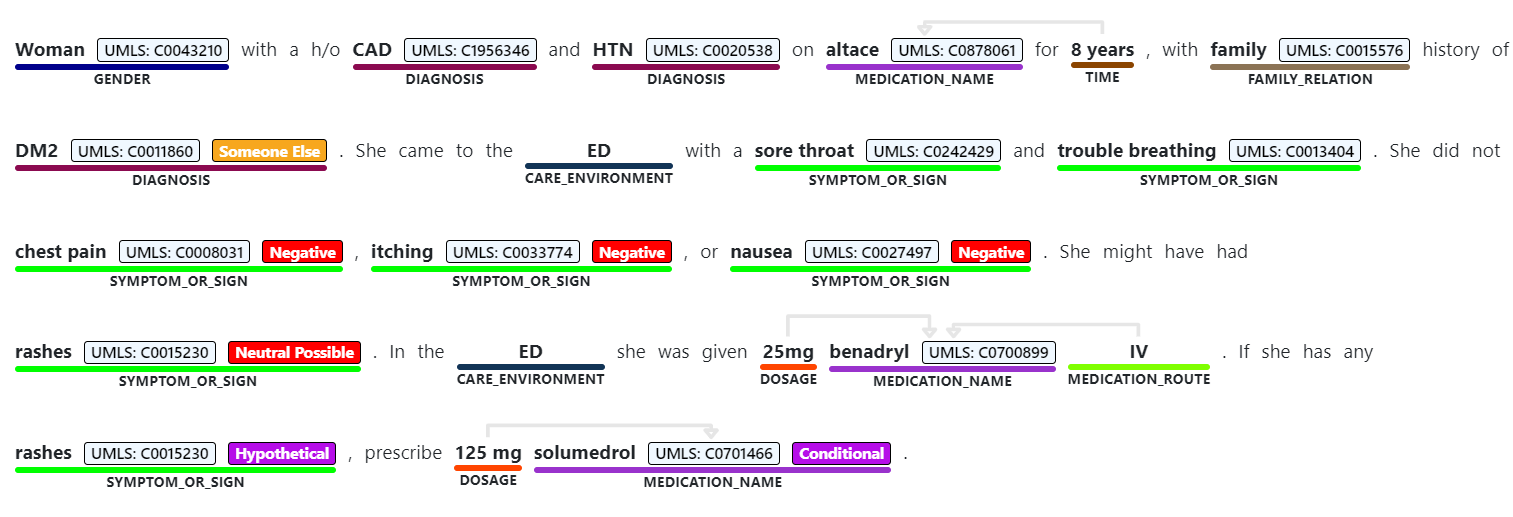 Woman UMLS: C0043210 with a h/o CAD UMLS: C1956346 and HTN UMLS: C0020538 on altace UMLS: C0878061 for 8 years , with family UMLS: C0015576 history of
GENDER DIAGNOSIS DIAGNOSIS MEDICATION_NAME TIME FAMILY_RELATION
DM2 UMLS: C0011860 Someone Else . She came to the ED with a sore throat UMLS: C0242429 and trouble breathing UMLS: C0013404 . She did not
DIAGNOSIS CARE_ENVIRONMENT SYMPTOM_OR_SIGN SYMPTOM_OR_SIGN
chest pain UMLS: C0008031 Negative , itching UMLS: C0033774 Negative , or nausea UMLS: C0027497 Negative . She might have had
SYMPTOM_OR_SIGN SYMPTOM_OR_SIGN SYMPTOM_OR_SIGN
rashes UMLS: C0015230 Neutral Possible . In the ED she was given 25mg benadryl UMLS: C0700899 IV . If she has any
SYMPTOM_OR_SIGN CARE_ENVIRONMENT DOSAGE MEDICATION_NAME MEDICATION_ROUTE
rashes UMLS: C0015230 Hypothetical , prescribe 125 mg solumedrol UMLS: C0701466 Conditional .
SYMPTOM_OR_SIGN DOSAGE MEDICATION_NAME